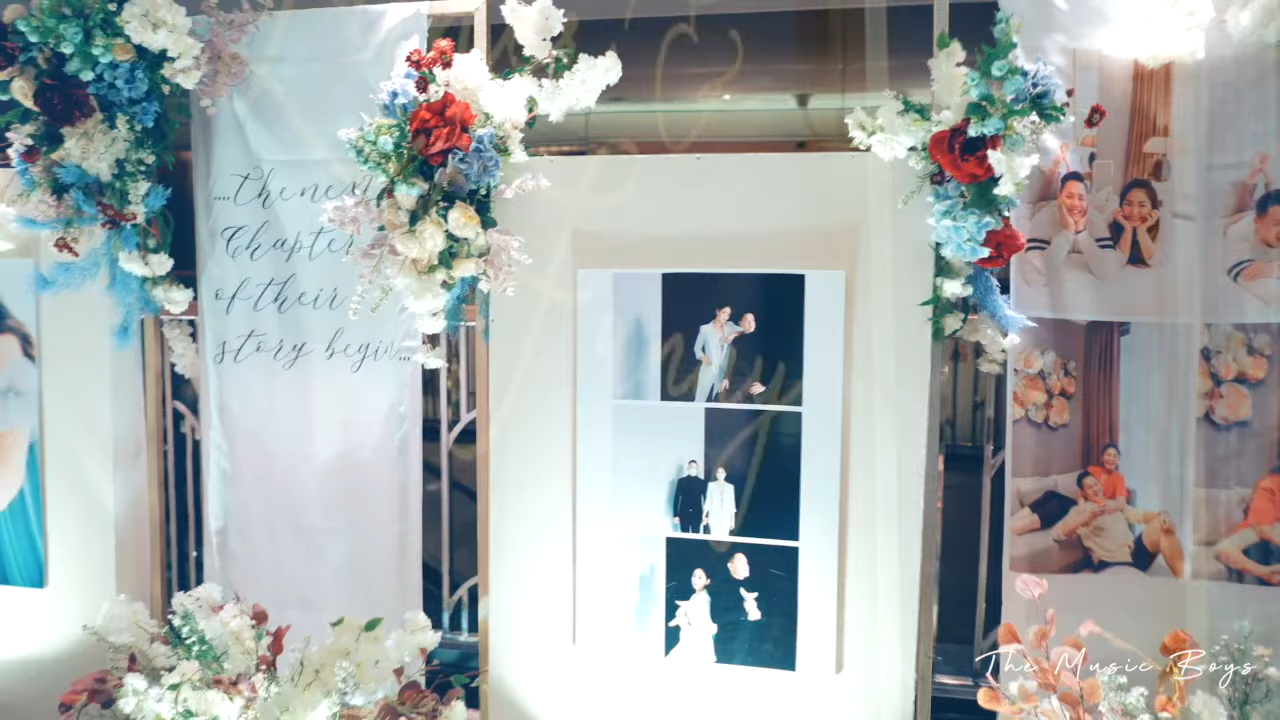 ....The next
Chapter
of their
story begin...
The Music Boys